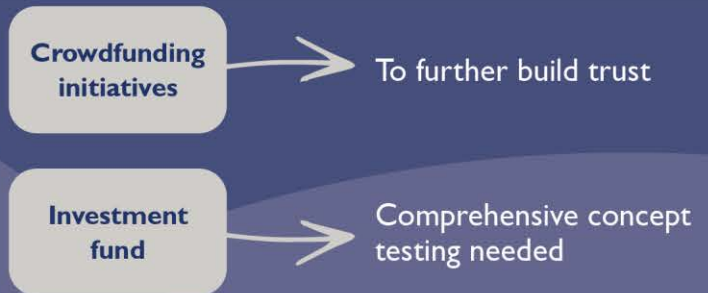 Crowdfunding
initiatives
To further build trust
Investment
fund
Comprehensive concept
testing needed